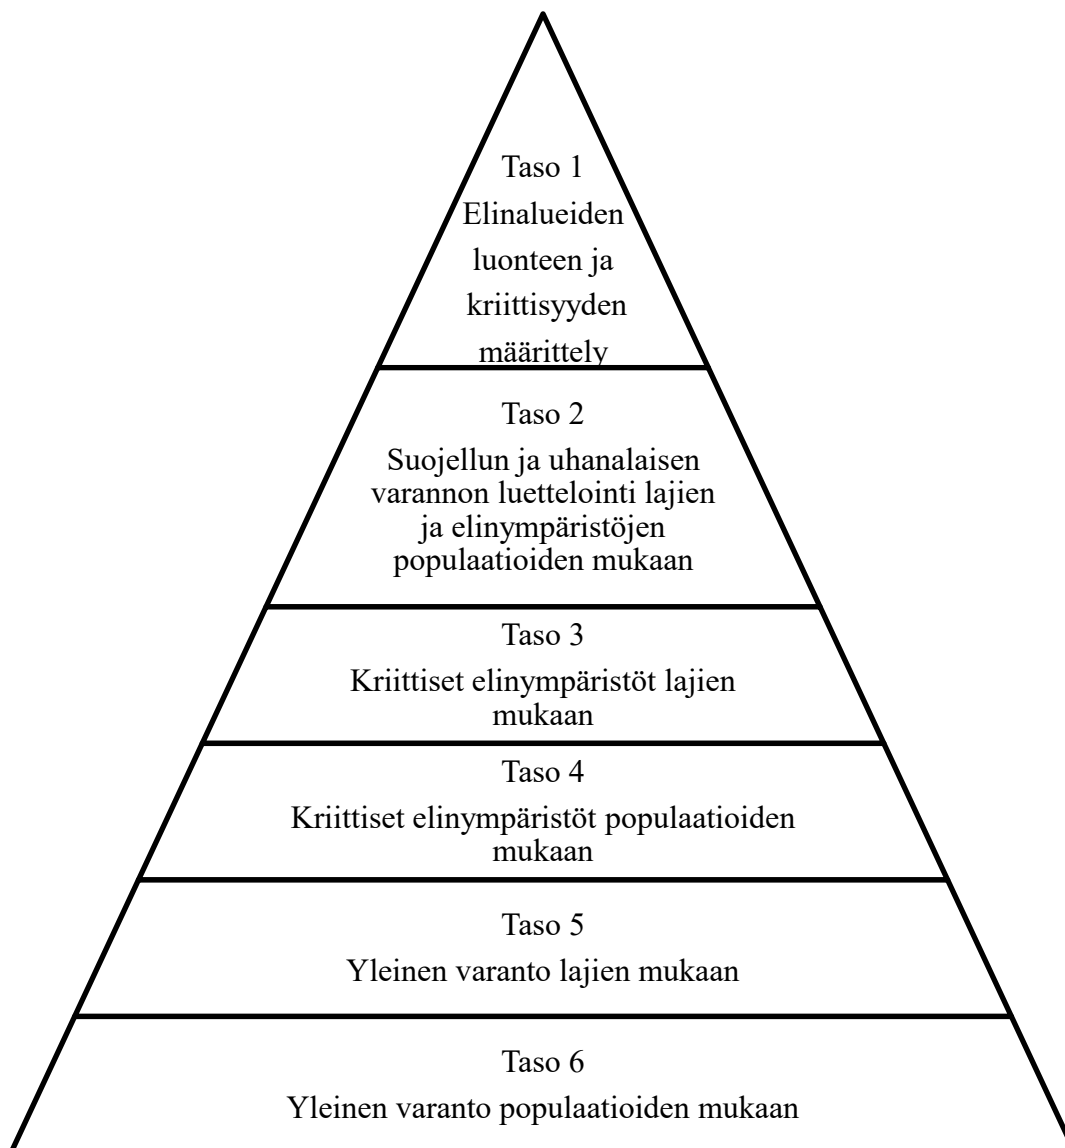 Taso 1
Elinalueiden
luonteen ja
kriittisyyden
määrittely
Taso 2
Suojellun ja uhanalaisen
varannon luettelointi lajien
ja elinympäristöjen
populaatioiden mukaan
Taso 3
Kriittiset elinympäristöt lajien
mukaan
Taso 4
Kriittiset elinympäristöt populaatioiden
mukaan
Taso 5
Yleinen varanto lajien mukaan
Taso 6
Yleinen varanto populaatioiden mukaan